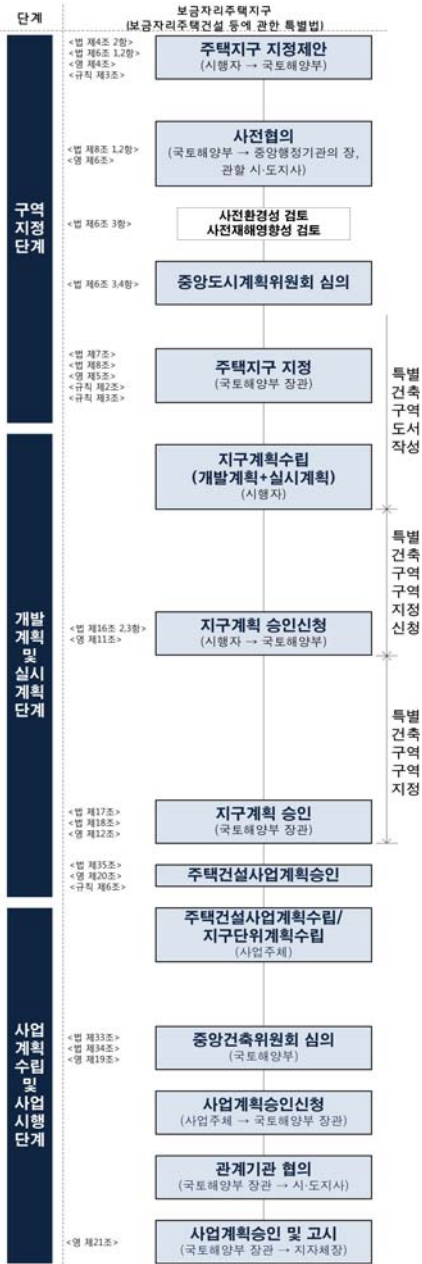 단계
보금자리주택지구
(보금자리주택건설 등에 관한 특별법)
<법 제4조 2항>
<법 제6조 1,2항>
<영 제4조>
<규칙 제3조>
주택지구 지정제안
(시행자 → 국토해양부)
<법 제8조 1,2항>
<영 제6조>
사전협의
(국토해양부 → 중앙행정기관의 장,
관할 시·도지사)
구역
지정
단계
<법 제6조 3항>
사전환경성 검토
사전재해영향성 검토
<법 제6조 3,4항>
중앙도시계획위원회 심의
<법 제7조>
<법 제8조>
<영 제5조>
<규칙 제2조>
<규칙 제3조>
주택지구 지정
(국토해양부 장관)
특별
건축
구역
도서
작성
지구계획수립
(개발계획+실시계획)
(시행자)
특별
건축
구역
구역
지정
신청
개발
계획
및
실시
계획
단계
<법 제16조 2,3항>
<영 제11조>
지구계획 승인신청
(시행자 → 국토해양부)
특별
건축
구역
구역
지정
<법 제17조>
<법 제18조>
<영 제12조>
지구계획 승인
(국토해양부 장관)
<법 제35조>
<영 제20조>
<규칙 제6조>
주택건설사업계획승인
주택건설사업계획수립/
지구단위계획수립
(사업주체)
사업
계획
수립
및
사업
시행
단계
<법 제33조>
<법 제34조>
<영 제19조>
중앙건축위원회 심의
(국토해양부)
사업계획승인신청
(사업주체 → 국토해양부 장관)
관계기관 협의
(국토해양부 장관 → 시·도지사)
<영 제21조>
사업계획승인 및 고시
(국토해양부 장관 → 지자체장)